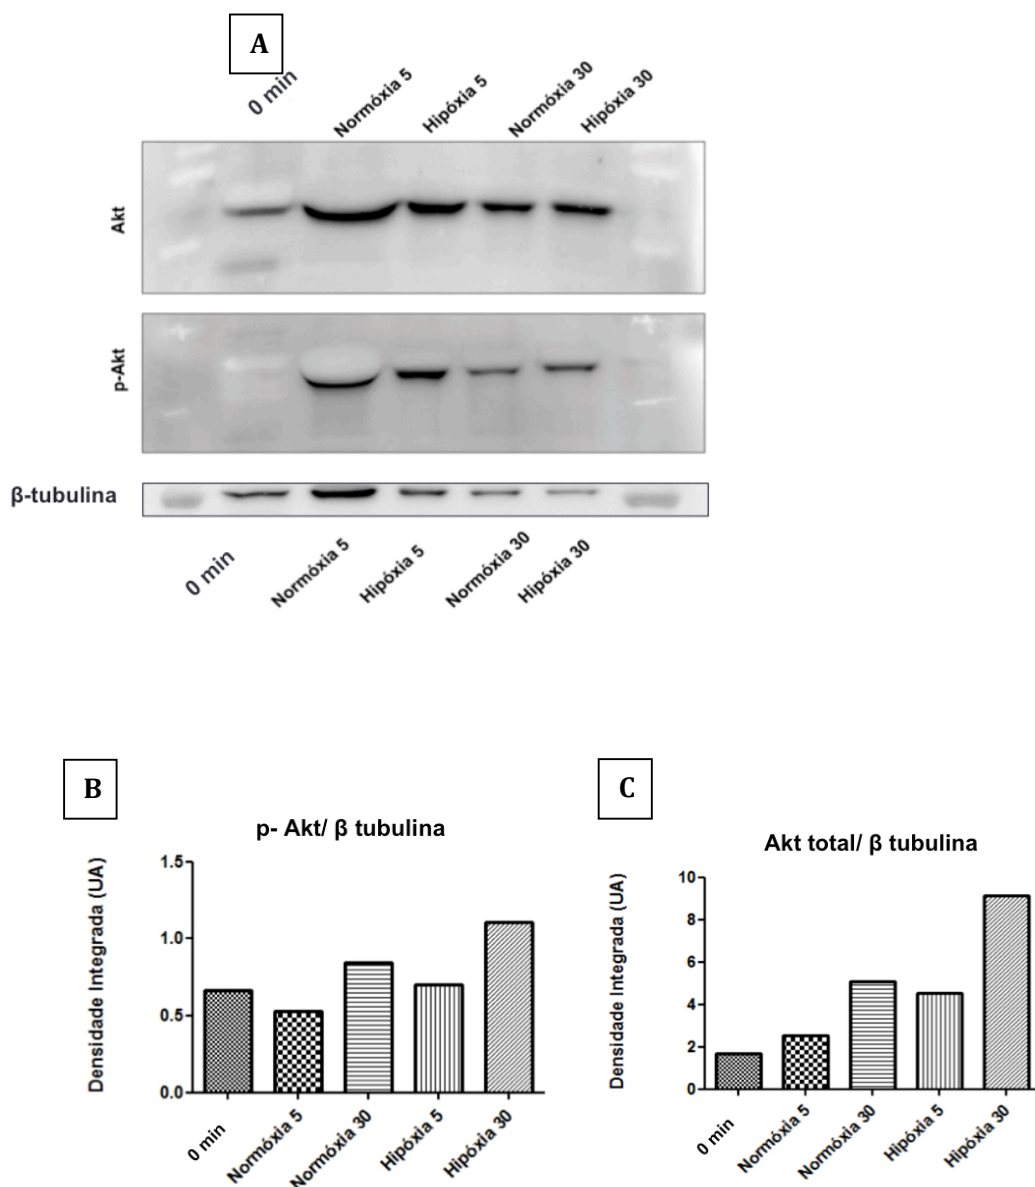 A
0 min
Normóxia 5
Hipóxia 5
Normóxia 30
Hipóxia 30
Akt
p-Akt
β-tubulina
0 min
Normóxia 5
Hipóxia 5
Normóxia 30
Hipóxia 30
B
p- Akt/ β tubulina
Densidade Integrada (UA)
1.5
1.0
0.5
0.0
0 min
Normóxia 5
Normóxia 30
Hipóxia 5
Hipóxia 30
C
Akt total/ β tubulina
Densidade Integrada (UA)
10
8
6
4
2
0
0 min
Normóxia 5
Normóxia 30
Hipóxia 5
Hipóxia 30